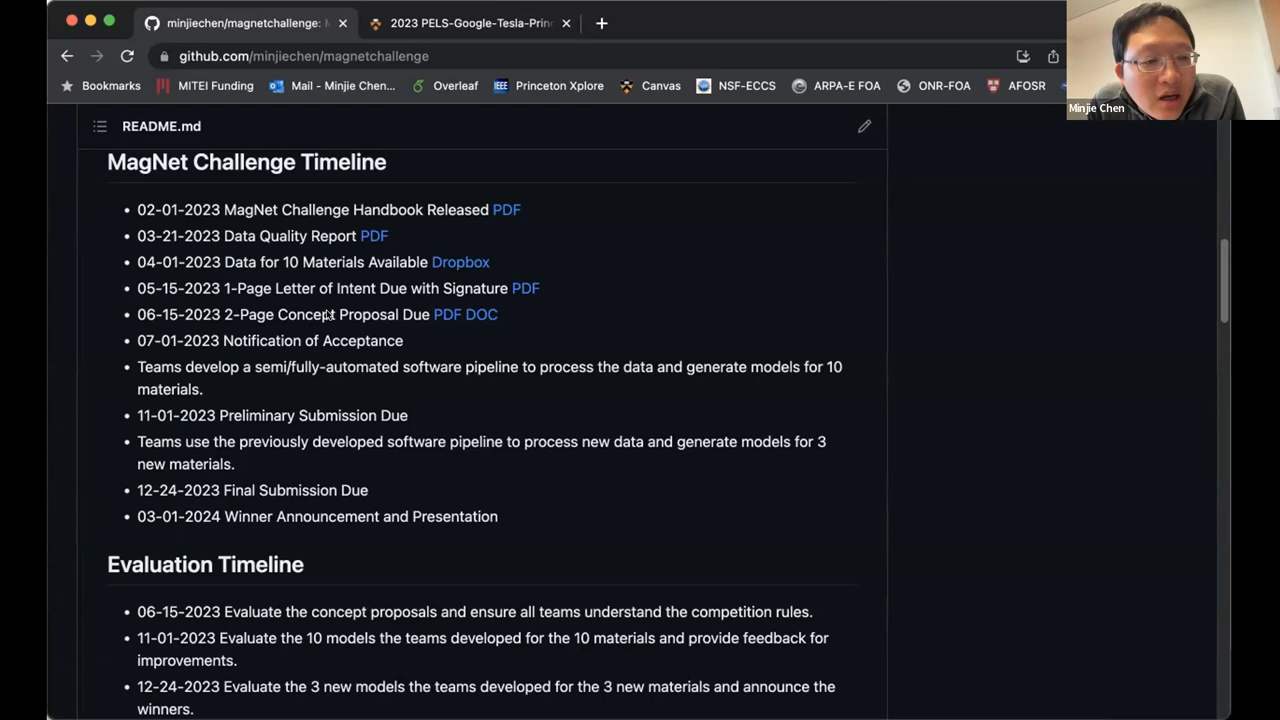 minjiechen/magnetchallenge:
2023 PELS-Google-Tesla-Prin
github.com/minjiechen/magnetchallenge
Bookmarks MITEI Funding Mail - Minjie Chen... Overleaf Princeton Xplore Canvas NSF-ECCS ARPA-E FOA ONR-FOA AFOSR
Minjie Chen
README.md
MagNet Challenge Timeline
02-01-2023 MagNet Challenge Handbook Released PDF
03-21-2023 Data Quality Report PDF
04-01-2023 Data for 10 Materials Available Dropbox
05-15-2023 1-Page Letter of Intent Due with Signature PDF
06-15-2023 2-Page Concept Proposal Due PDF DOC
07-01-2023 Notification of Acceptance
Teams develop a semi/fully-automated software pipeline to process the data and generate models for 10
materials.
11-01-2023 Preliminary Submission Due
Teams use the previously developed software pipeline to process new data and generate models for 3
new materials.
12-24-2023 Final Submission Due
03-01-2024 Winner Announcement and Presentation
Evaluation Timeline
06-15-2023 Evaluate the concept proposals and ensure all teams understand the competition rules.
11-01-2023 Evaluate the 10 models the teams developed for the 10 materials and provide feedback for
improvements.
12-24-2023 Evaluate the 3 new models the teams developed for the 3 new materials and announce the
winners.